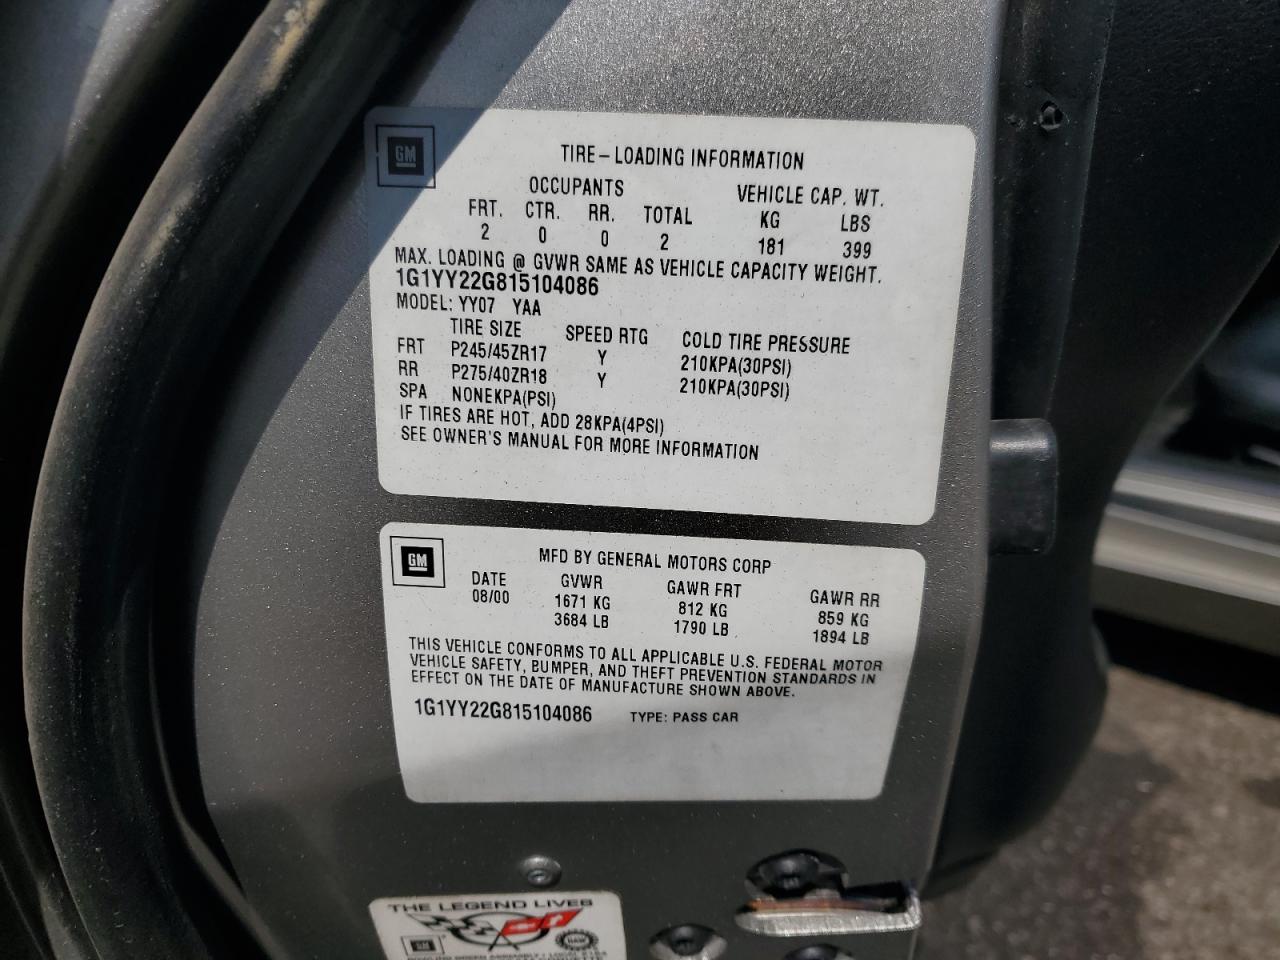 GM
TIRE-LOADING INFORMATION
OCCUPANTS VEHICLE CAP. WT.
FRT. CTR. RR. TOTAL KG LBS
2 0 0 2 181 399
MAX. LOADING @ GVWR SAME AS VEHICLE CAPACITY WEIGHT.
1G1YY22G815104086
MODEL: YY07 YAA
TIRE SIZE SPEED RTG COLD TIRE PRESSURE
FRT P245/45ZR17 Y 210KPA(30PSI)
RR P275/40ZR18 Y 210KPA(30PSI)
SPA NONEKPA(PSI)
IF TIRES ARE HOT, ADD 28KPA(4PSI)
SEE OWNER'S MANUAL FOR MORE INFORMATION
GM
MFD BY GENERAL MOTORS CORP
DATE GVWR GAWR FRT GAWR RR
08/00 1671 KG 812 KG 859 KG
3684 LB 1790 LB 1894 LB
THIS VEHICLE CONFORMS TO ALL APPLICABLE U.S. FEDERAL MOTOR
VEHICLE SAFETY, BUMPER, AND THEFT PREVENTION STANDARDS IN
EFFECT ON THE DATE OF MANUFACTURE SHOWN ABOVE.
1G1YY22G815104086 TYPE: PASS CAR
THE LEGEND LIVES
GM UAW